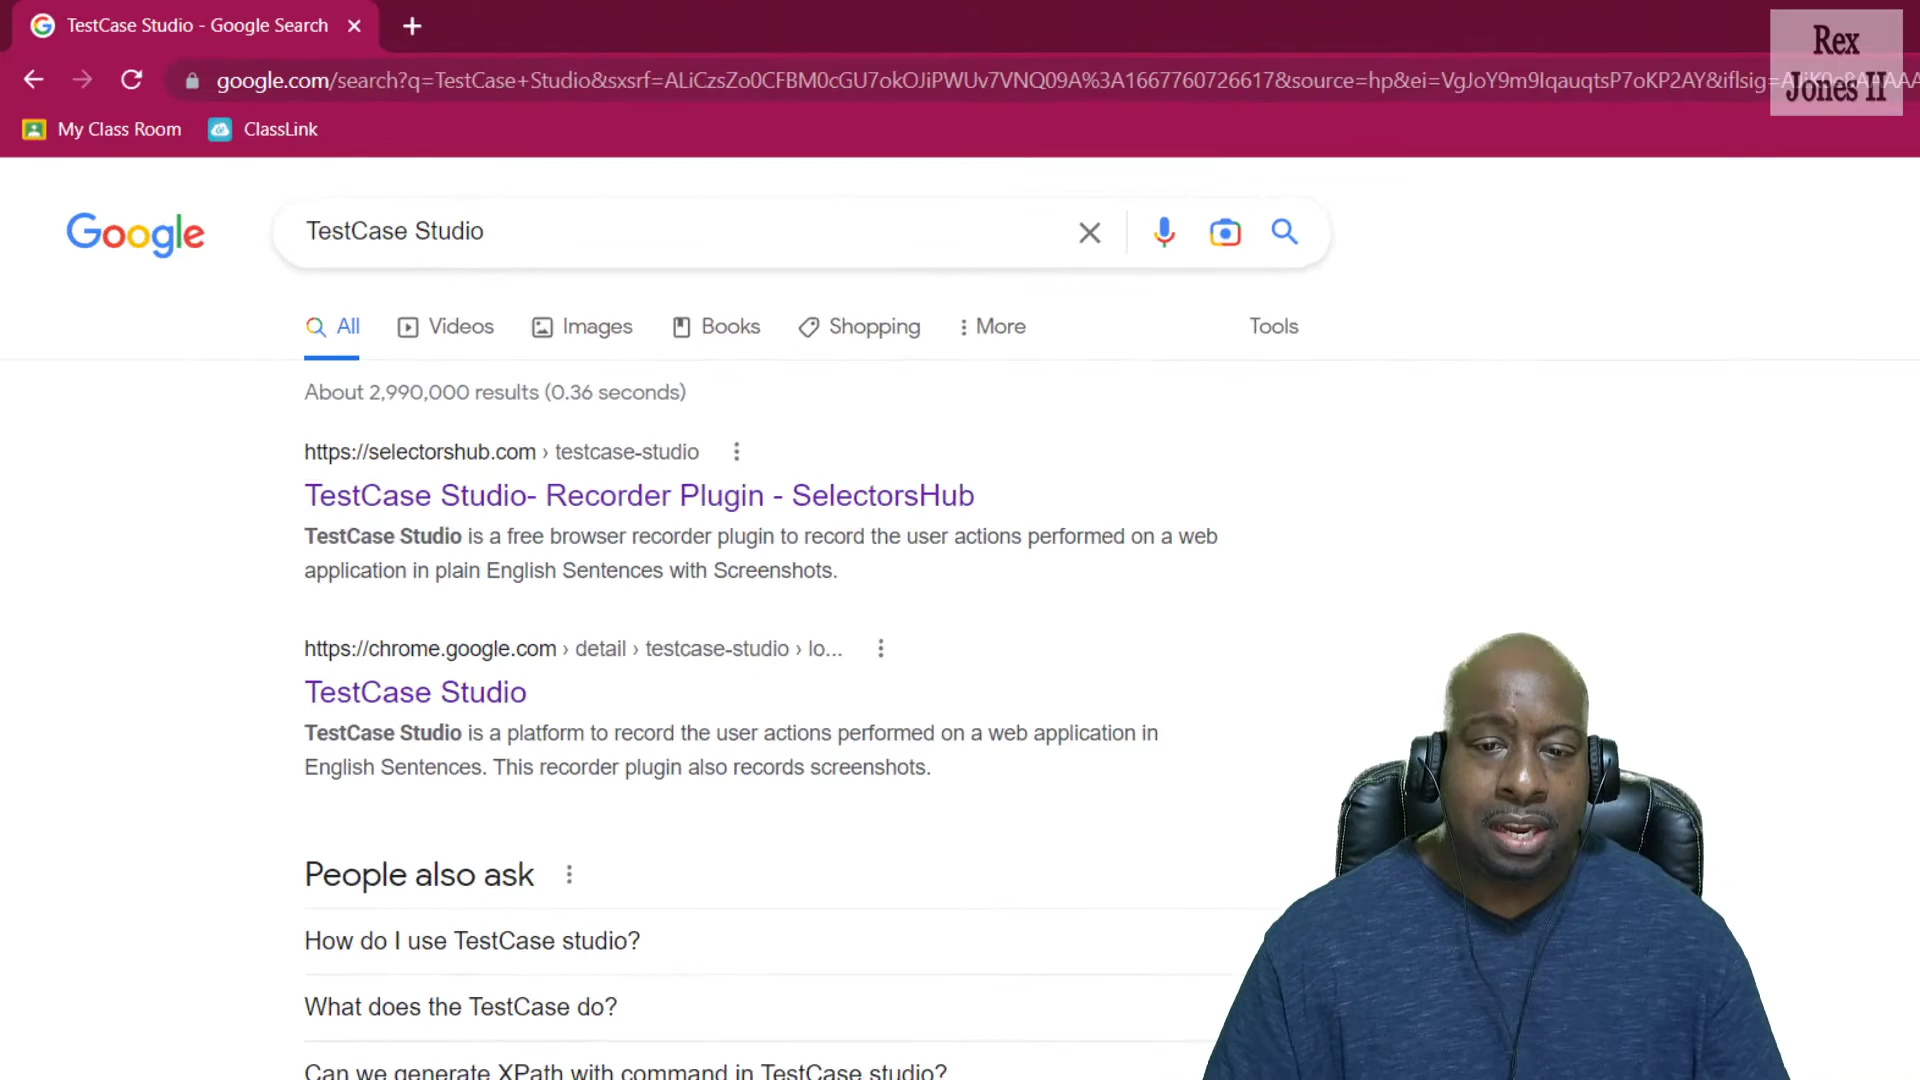 TestCase Studio - Google Search
Rex
Jones II
google.com/search?q=TestCase+Studio&sxsrf=ALiCzsZo0CFBM0cGU7okOJiPWUv7VNQ09A%3A1667760726617&source=hp&ei=VgJoY9m9IqauqtsP7oKP2AY&iflsig=
My Class Room
ClassLink
Google
TestCase Studio
All
Videos
Images
Books
Shopping
More
Tools
About 2,990,000 results (0.36 seconds)
https://selectorshub.com › testcase-studio
TestCase Studio- Recorder Plugin - SelectorsHub
TestCase Studio is a free browser recorder plugin to record the user actions performed on a web
application in plain English Sentences with Screenshots.
https://chrome.google.com › detail › testcase-studio › lo...
TestCase Studio
TestCase Studio is a platform to record the user actions performed on a web application in
English Sentences. This recorder plugin also records screenshots.
People also ask
How do I use TestCase studio?
What does the TestCase do?
Can we generate XPath with command in TestCase studio?